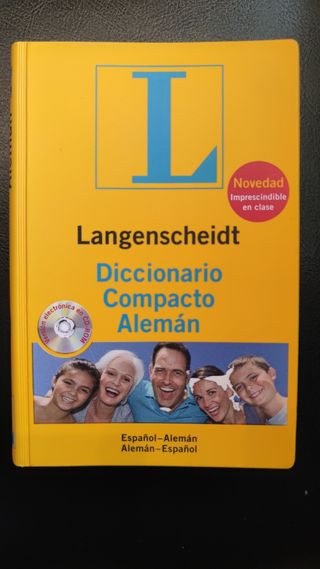 L
Novedad
Imprescindible
en clase
Langenscheidt
Diccionario
Compacto
Alemán
Versión electrónica en CD-ROM
Español–Alemán
Alemán–Español